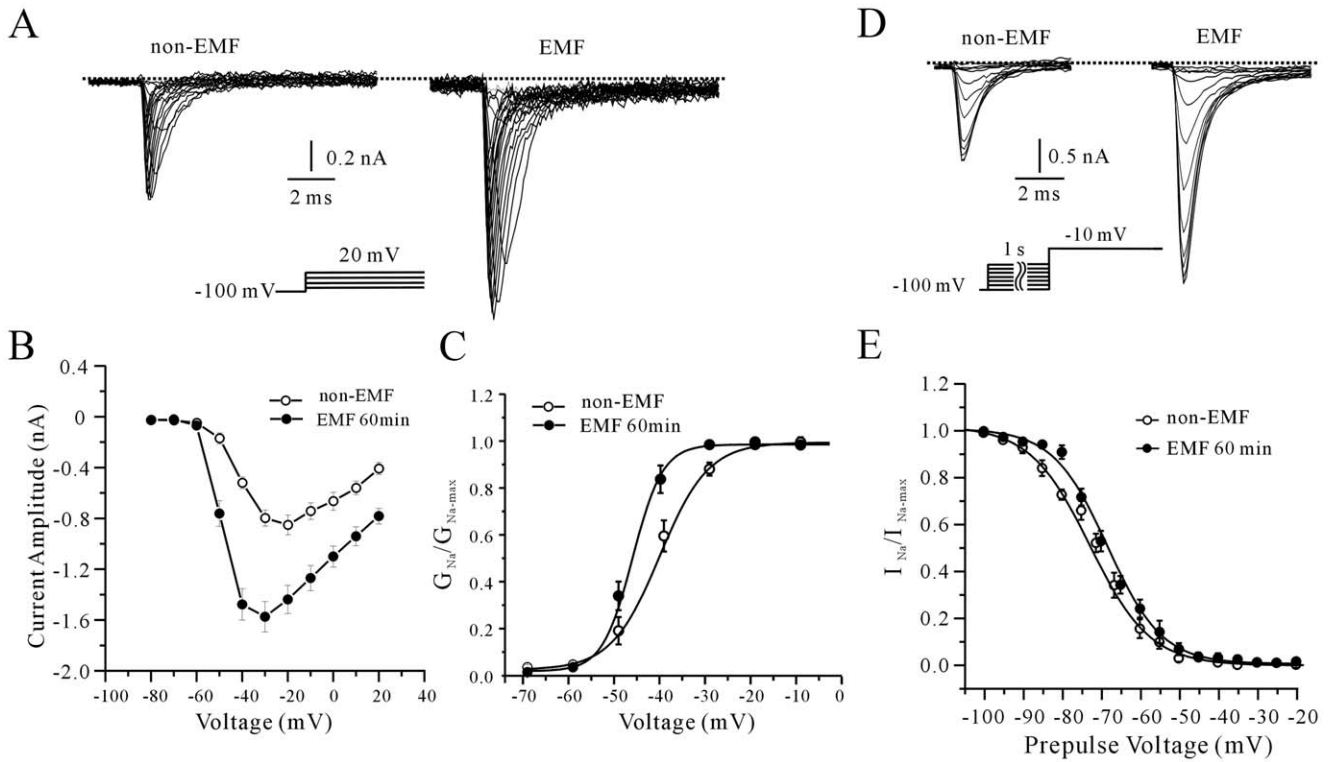 A
non-EMF
EMF
0.2 nA
2 ms
20 mV
-100 mV
D
non-EMF
EMF
0.5 nA
2 ms
-10 mV
1 s
-100 mV
B
0.4
0
-0.4
-0.8
-1.2
-1.6
-2.0
Current Amplitude (nA)
non-EMF
EMF 60min
-100 -80 -60 -40 -20 0 20 40
Voltage (mV)
C
1.2
1.0
0.8
0.6
0.4
0.2
0.0
G Na/G Na-max
non-EMF
EMF 60min
-70 -60 -50 -40 -30 -20 -10 0
Voltage (mV)
E
1.2
1.0
0.8
0.6
0.4
0.2
0.0
I Na/I Na-max
non-EMF
EMF 60 min
-100 -90 -80 -70 -60 -50 -40 -30 -20
Prepulse Voltage (mV)